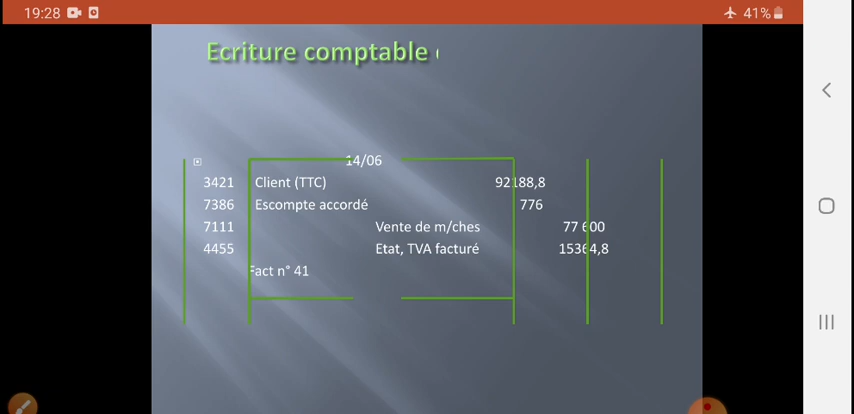 19:28 41%
Ecriture comptable
14/06
3421 Client (TTC) 92188,8
7386 Escompte accordé 776
7111 Vente de m/ches 77 600
4455 Etat, TVA facturé 15364,8
Fact n° 41